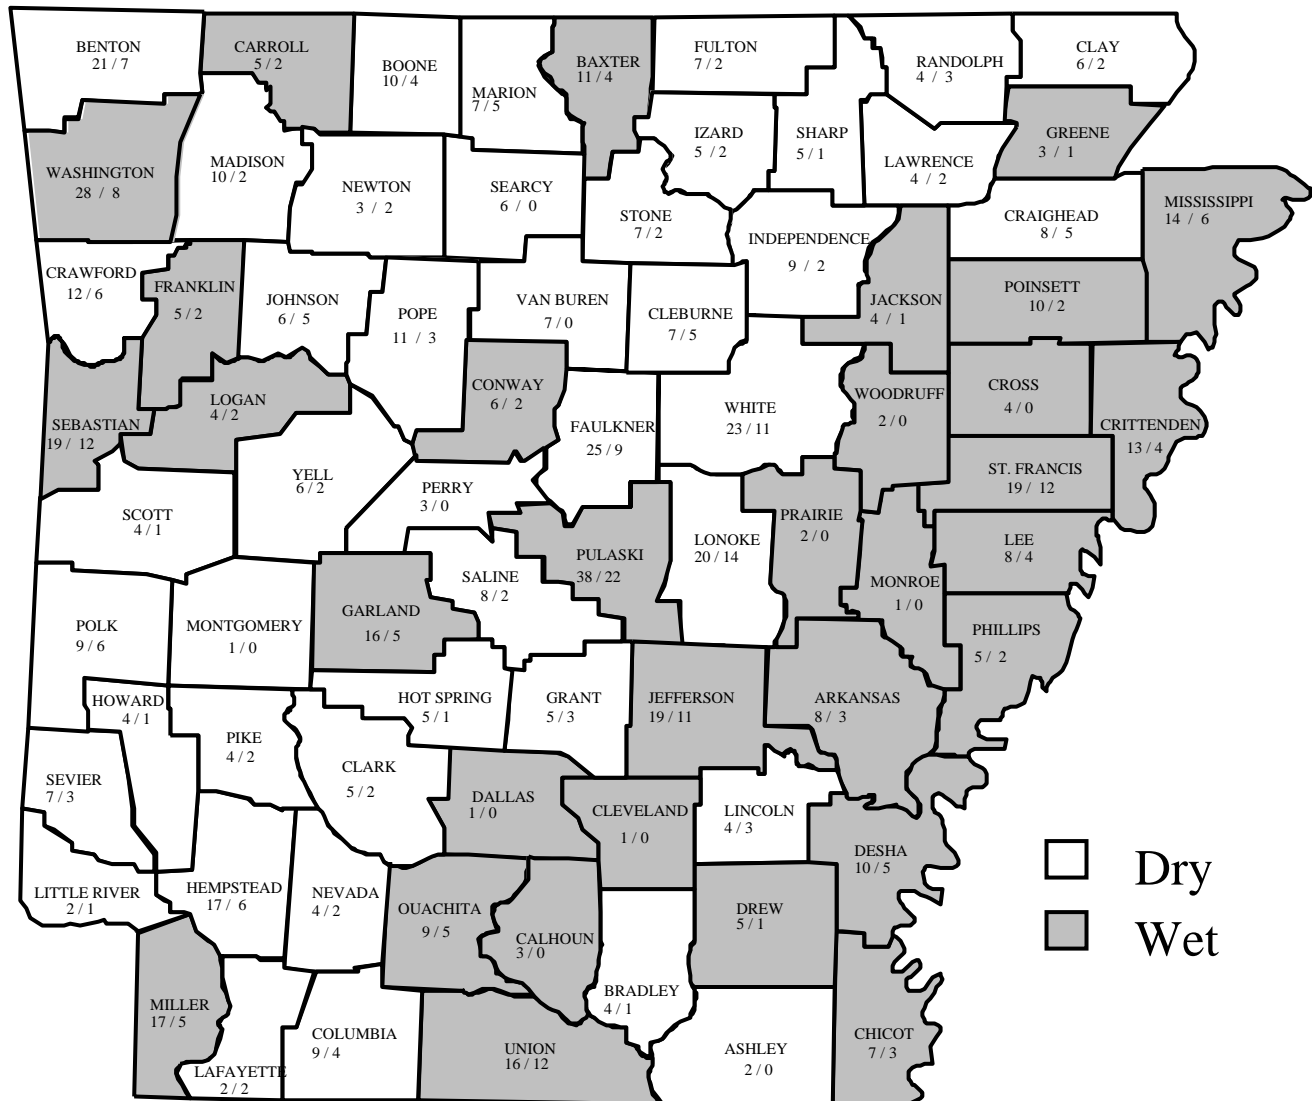 BENTON
21 / 7
CARROLL
5 / 2
BOONE
10 / 4
MARION
7 / 5
BAXTER
11 / 4
FULTON
7 / 2
RANDOLPH
4 / 3
CLAY
6 / 2
WASHINGTON
28 / 8
MADISON
10 / 2
NEWTON
3 / 2
SEARCY
6 / 0
STONE
7 / 2
IZARD
5 / 2
SHARP
5 / 1
LAWRENCE
4 / 2
GREENE
3 / 1
INDEPENDENCE
9 / 2
CRAIGHEAD
8 / 5
MISSISSIPPI
14 / 6
CRAWFORD
12 / 6
FRANKLIN
5 / 2
JOHNSON
6 / 5
POPE
11 / 3
VAN BUREN
7 / 0
CLEBURNE
7 / 5
JACKSON
4 / 1
POINSETT
10 / 2
SEBASTIAN
19 / 12
LOGAN
4 / 2
CONWAY
6 / 2
FAULKNER
25 / 9
WHITE
23 / 11
WOODRUFF
2 / 0
CROSS
4 / 0
CRITTENDEN
13 / 4
SCOTT
4 / 1
YELL
6 / 2
PERRY
3 / 0
PULASKI
38 / 22
LONOKE
20 / 14
PRAIRIE
2 / 0
ST. FRANCIS
19 / 12
LEE
8 / 4
MONROE
1 / 0
PHILLIPS
5 / 2
POLK
9 / 6
MONTGOMERY
1 / 0
GARLAND
16 / 5
SALINE
8 / 2
HOWARD
4 / 1
PIKE
4 / 2
HOT SPRING
5 / 1
GRANT
5 / 3
JEFFERSON
19 / 11
ARKANSAS
8 / 3
SEVIER
7 / 3
CLARK
5 / 2
DALLAS
1 / 0
CLEVELAND
1 / 0
LINCOLN
4 / 3
DESHA
10 / 5
LITTLE RIVER
2 / 1
HEMPSTEAD
17 / 6
NEVADA
4 / 2
OUACHITA
9 / 5
CALHOUN
3 / 0
DREW
5 / 1
BRADLEY
4 / 1
MILLER
17 / 5
LAFAYETTE
2 / 2
COLUMBIA
9 / 4
UNION
16 / 12
ASHLEY
2 / 0
CHICOT
7 / 3
Dry
Wet